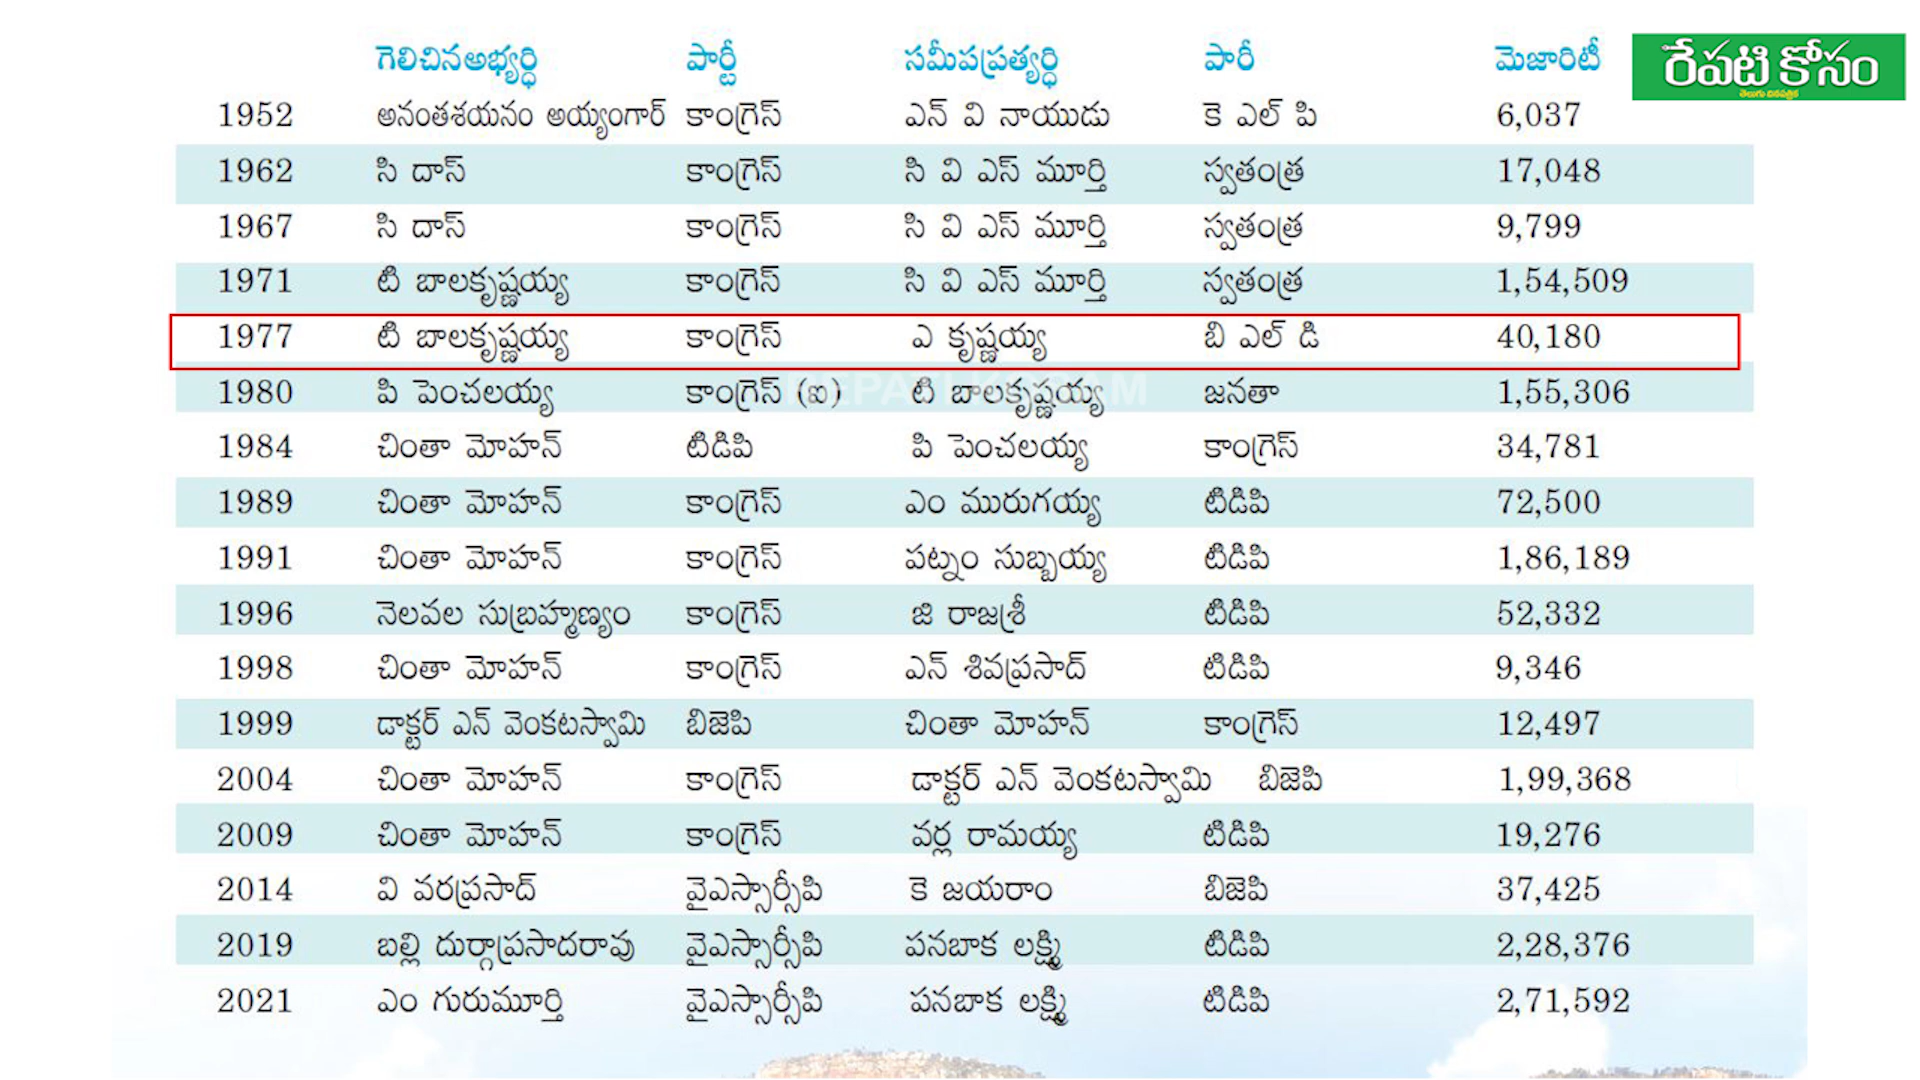 గెలిచినఅభ్యర్ధి పార్టీ సమీపప్రత్యర్ధి పారీ మెజారిటీ
రేపటి కోసం
తెలుగు దినపత్రిక
1952 అనంతశయనం అయ్యంగార్ కాంగ్రెస్ ఎన్ వి నాయుడు కె ఎల్ పి 6,037
1962 సి దాస్ కాంగ్రెస్ సి వి ఎస్ మూర్తి స్వతంత్ర 17,048
1967 సి దాస్ కాంగ్రెస్ సి వి ఎస్ మూర్తి స్వతంత్ర 9,799
1971 టి బాలకృష్ణయ్య కాంగ్రెస్ సి వి ఎస్ మూర్తి స్వతంత్ర 1,54,509
1977 టి బాలకృష్ణయ్య కాంగ్రెస్ ఎ కృష్ణయ్య బి ఎల్ డి 40,180
REPATI KOSAM
1980 పి పెంచలయ్య కాంగ్రెస్ (ఐ) టి బాలకృష్ణయ్య జనతా 1,55,306
1984 చింతా మోహన్ టిడిపి పి పెంచలయ్య కాంగ్రెస్ 34,781
1989 చింతా మోహన్ కాంగ్రెస్ ఎం మురుగయ్య టిడిపి 72,500
1991 చింతా మోహన్ కాంగ్రెస్ పట్నం సుబ్బయ్య టిడిపి 1,86,189
1996 నెలవల సుబ్రహ్మణ్యం కాంగ్రెస్ జి రాజశ్రీ టిడిపి 52,332
1998 చింతా మోహన్ కాంగ్రెస్ ఎన్ శివప్రసాద్ టిడిపి 9,346
1999 డాక్టర్ ఎన్ వెంకటస్వామి బిజెపి చింతా మోహన్ కాంగ్రెస్ 12,497
2004 చింతా మోహన్ కాంగ్రెస్ డాక్టర్ ఎన్ వెంకటస్వామి బిజెపి 1,99,368
2009 చింతా మోహన్ కాంగ్రెస్ వర్ల రామయ్య టిడిపి 19,276
2014 వి వరప్రసాద్ వైఎస్సార్సీపి కె జయరాం బిజెపి 37,425
2019 బల్లి దుర్గాప్రసాదరావు వైఎస్సార్సీపి పనబాక లక్ష్మి టిడిపి 2,28,376
2021 ఎం గురుమూర్తి వైఎస్సార్సీపి పనబాక లక్ష్మి టిడిపి 2,71,592